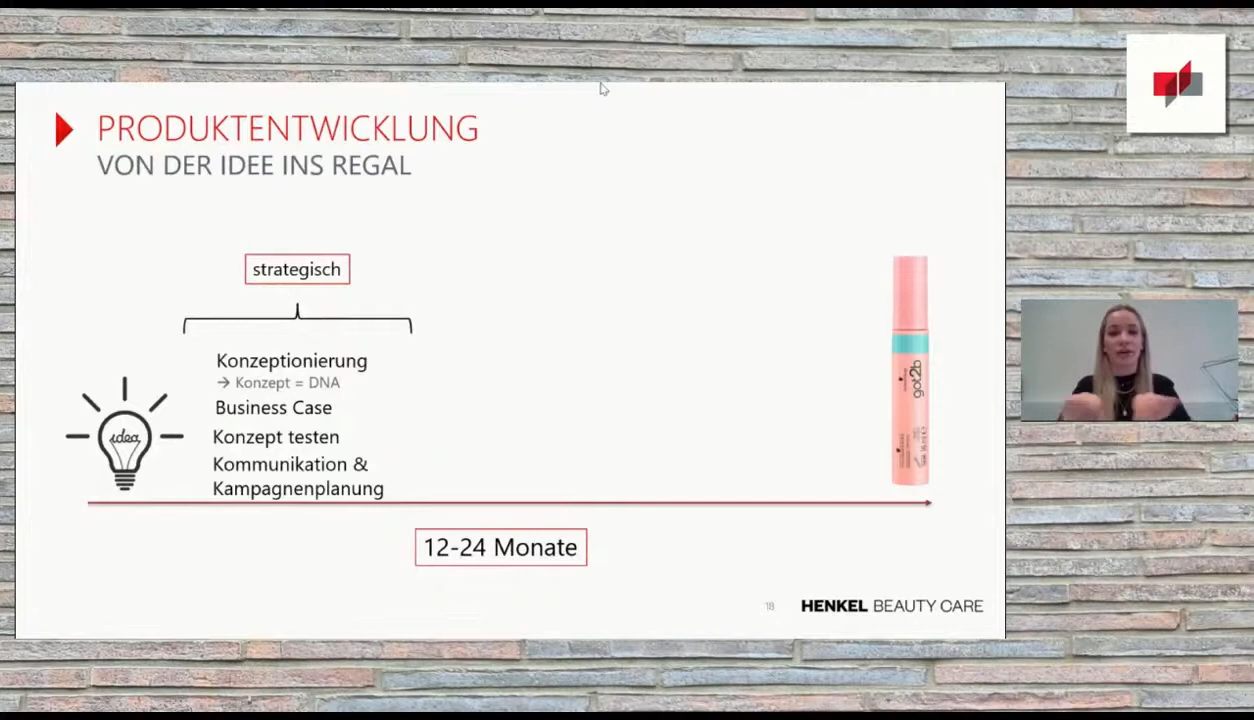 PRODUKTENTWICKLUNG
VON DER IDEE INS REGAL
strategisch
Konzeptionierung
→ Konzept = DNA
Business Case
Konzept testen
Kommunikation &
Kampagnenplanung
idea
got2b
12-24 Monate
18
HENKEL BEAUTY CARE